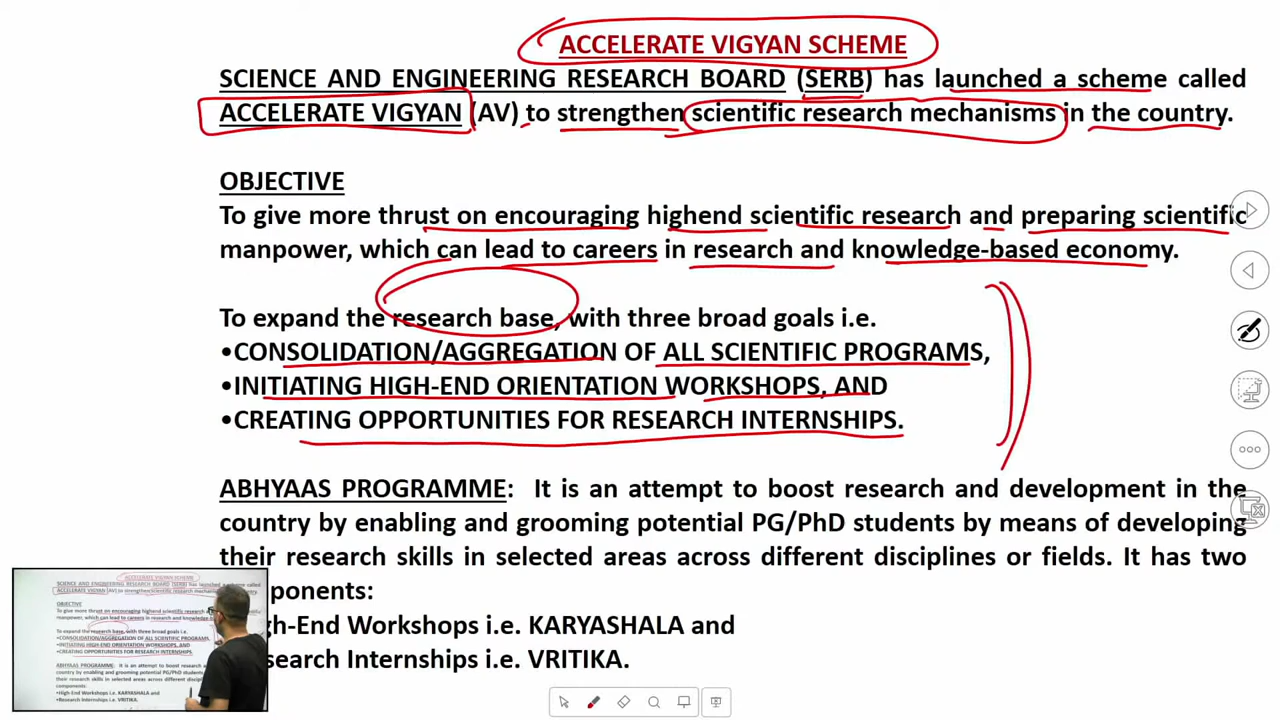 ACCELERATE VIGYAN SCHEME
SCIENCE AND ENGINEERING RESEARCH BOARD (SERB) has launched a scheme called
ACCELERATE VIGYAN (AV) to strengthen scientific research mechanisms in the country.
OBJECTIVE
To give more thrust on encouraging highend scientific research and preparing scientific
manpower, which can lead to careers in research and knowledge-based economy.
To expand the research base, with three broad goals i.e.
•CONSOLIDATION/AGGREGATION OF ALL SCIENTIFIC PROGRAMS,
•INITIATING HIGH-END ORIENTATION WORKSHOPS, AND
•CREATING OPPORTUNITIES FOR RESEARCH INTERNSHIPS.
ABHYAAS PROGRAMME: It is an attempt to boost research and development in the
country by enabling and grooming potential PG/PhD students by means of developing
their research skills in selected areas across different disciplines or fields. It has two
ponents:
gh-End Workshops i.e. KARYASHALA and
search Internships i.e. VRITIKA.